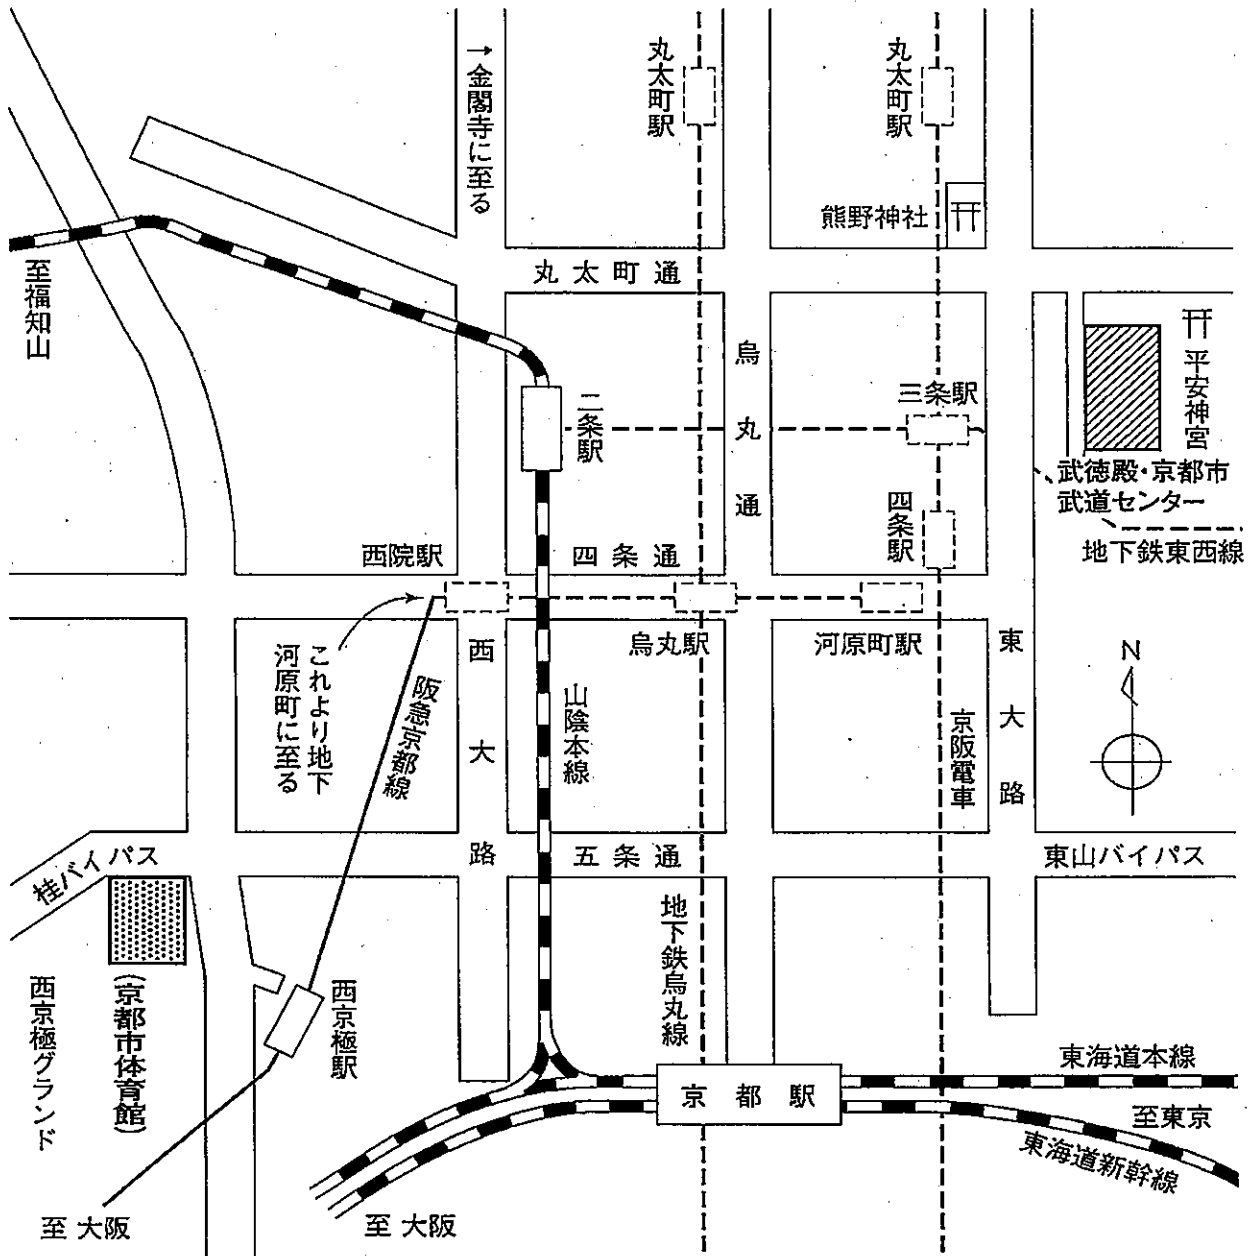 ↑金閣寺に至る
丸太町駅
丸太町駅
熊野神社
至福知山
丸太町通
烏丸通
二条駅
三条駅
平安神宮
武徳殿・京都市
武道センター
四条駅
地下鉄東西線
西院駅
四条通
烏丸駅
河原町駅
これより地下
河原町に至る
阪急京都線
西大路
山陰本線
京阪電車
東大路
N
桂バイパス
五条通
東山バイパス
西京極グランド
(京都市体育館)
西京極駅
地下鉄烏丸線
京都駅
東海道本線
至東京
東海道新幹線
至 大阪
至 大阪